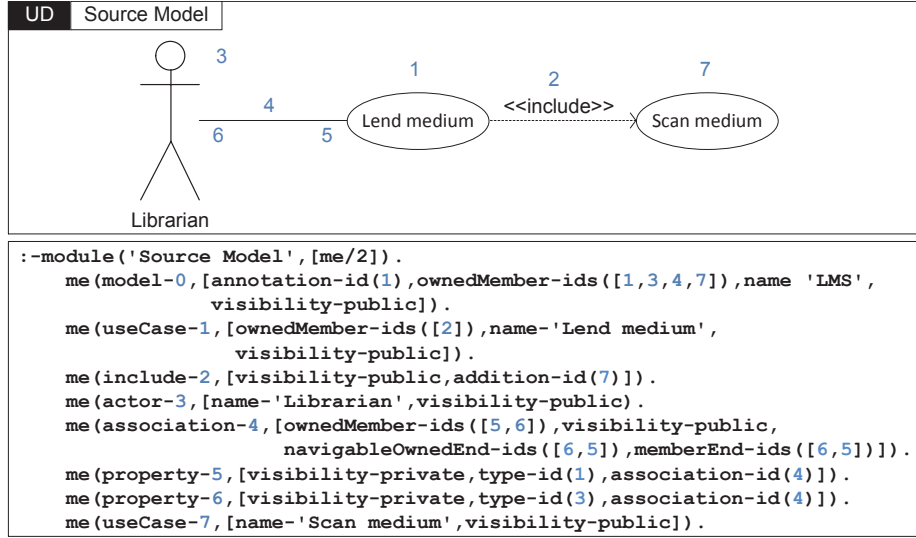 UD Source Model
3
1
2
7
<<include>>
4
Lend medium
Scan medium
6
5
Librarian
:-module('Source Model',[me/2]).
me(model-0,[annotation-id(1),ownedMember-ids([1,3,4,7]),name 'LMS',
visibility-public]).
me(useCase-1,[ownedMember-ids([2]),name-'Lend medium',
visibility-public]).
me(include-2,[visibility-public,addition-id(7)]).
me(actor-3,[name-'Librarian',visibility-public).
me(association-4,[ownedMember-ids([5,6]),visibility-public,
navigableOwnedEnd-ids([6,5]),memberEnd-ids([6,5])]).
me(property-5,[visibility-private,type-id(1),association-id(4)]).
me(property-6,[visibility-private,type-id(3),association-id(4)]).
me(useCase-7,[name-'Scan medium',visibility-public]).